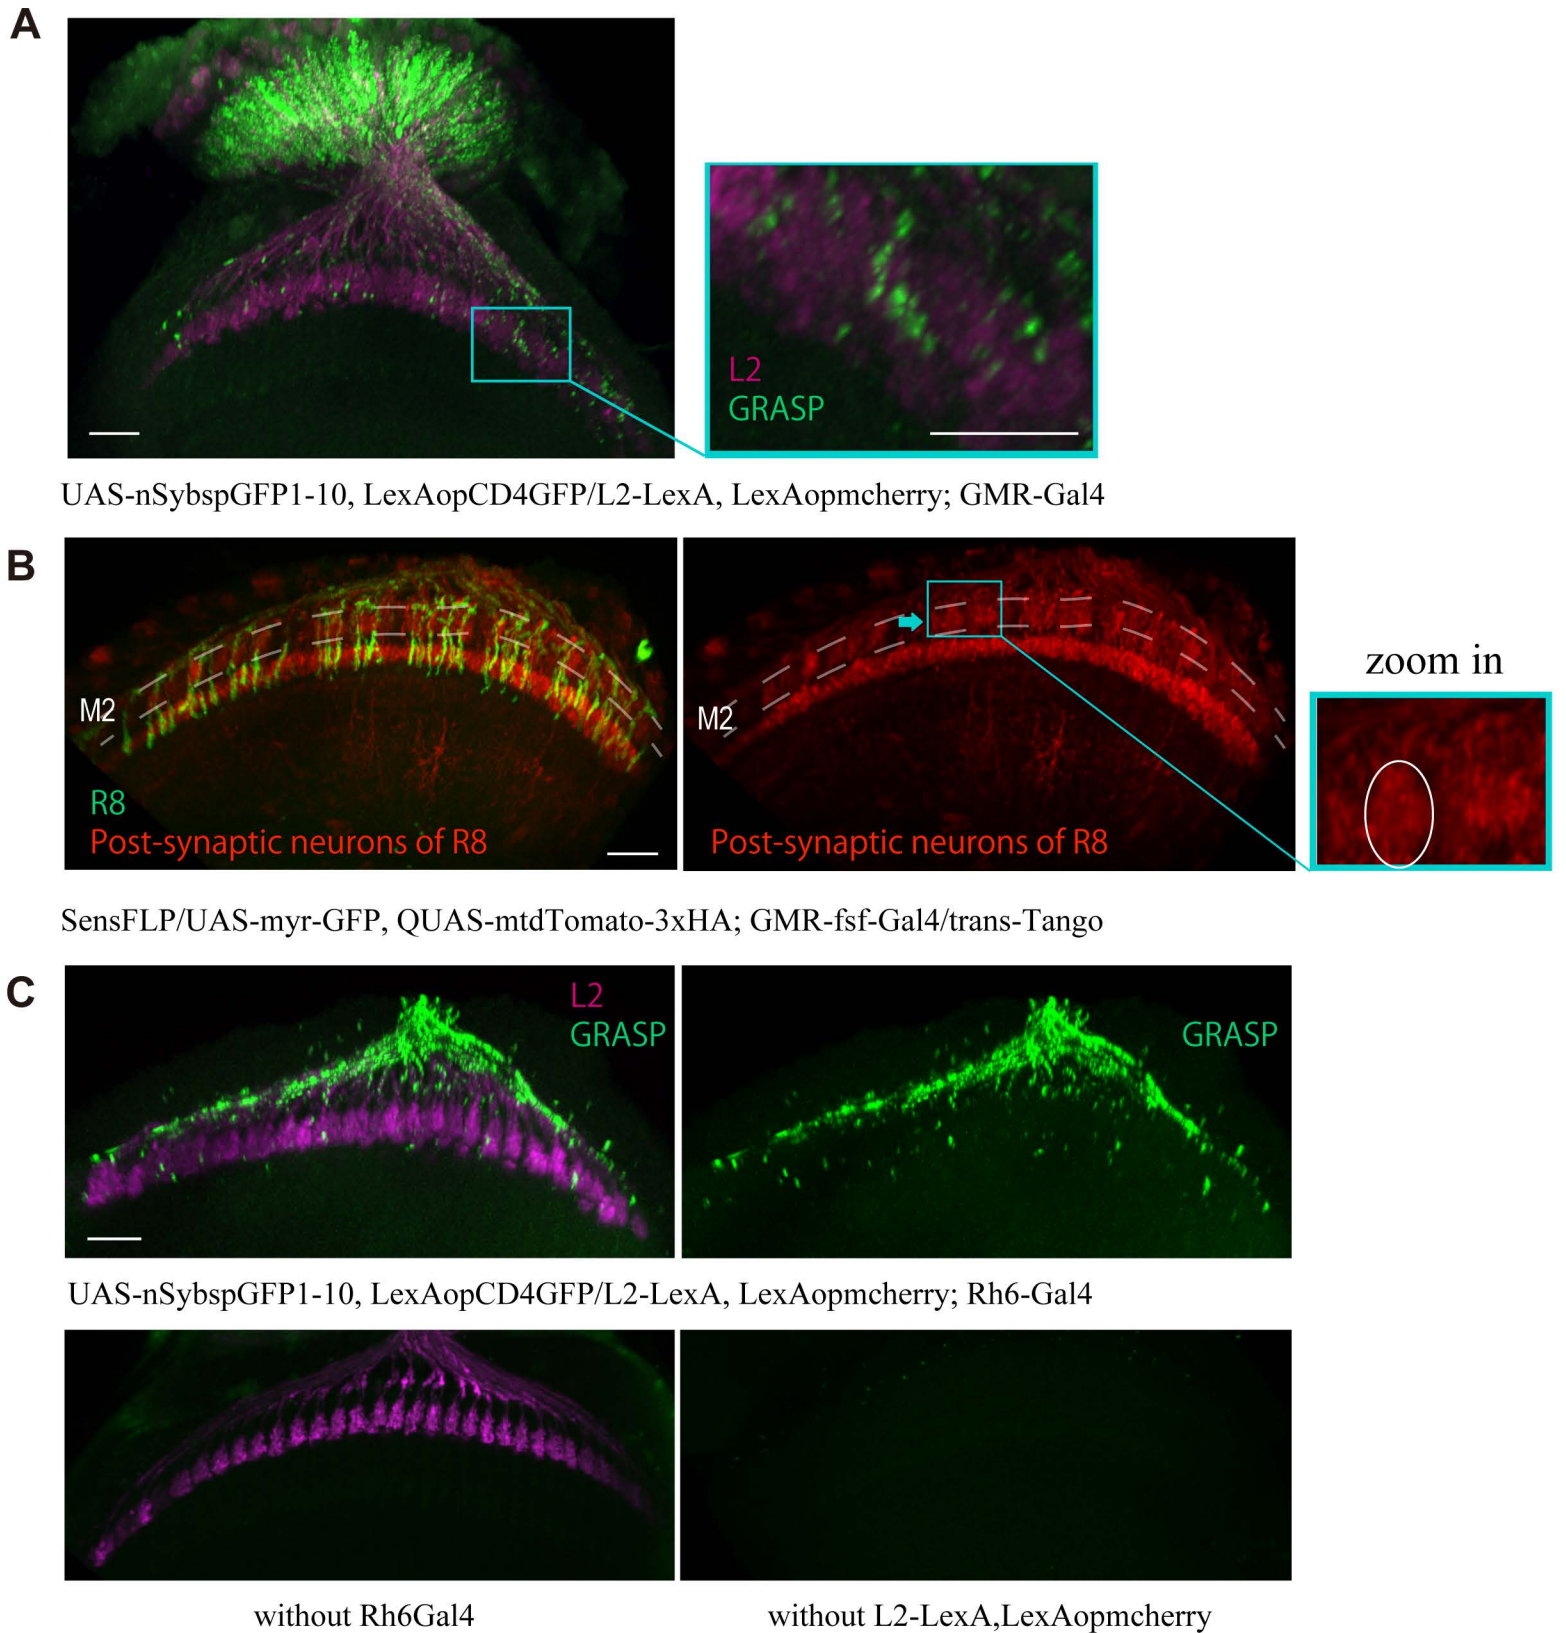 A
L2
GRASP
UAS-nSybspGFP1-10, LexAopCD4GFP/L2-LexA, LexAopmcherry; GMR-Gal4
B
M2
R8
Post-synaptic neurons of R8
M2
Post-synaptic neurons of R8
zoom in
SensFLP/UAS-myr-GFP, QUAS-mtdTomato-3xHA; GMR-fsf-Gal4/trans-Tango
C
L2
GRASP
GRASP
UAS-nSybspGFP1-10, LexAopCD4GFP/L2-LexA, LexAopmcherry; Rh6-Gal4
without Rh6Gal4
without L2-LexA,LexAopmcherry